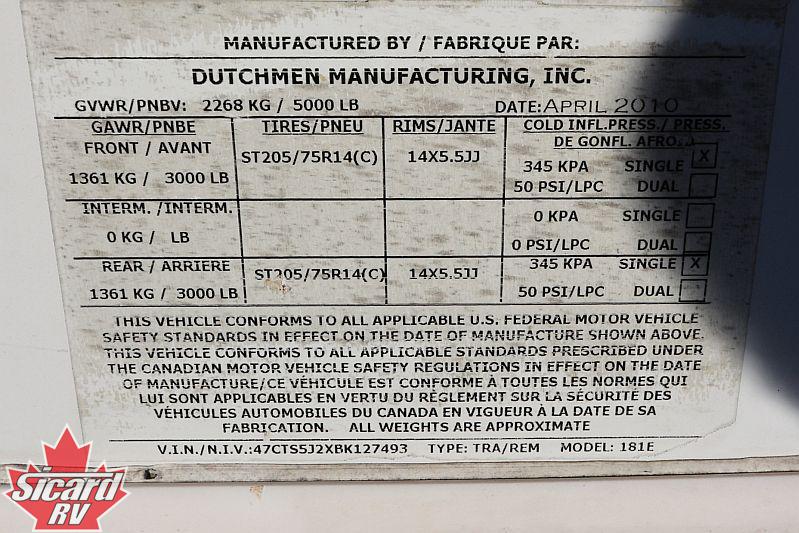 MANUFACTURED BY / FABRIQUE PAR:
DUTCHMEN MANUFACTURING, INC.
GVWR/PNBV: 2268 KG / 5000 LB DATE:APRIL 2010
GAWR/PNBE TIRES/PNEU RIMS/JANTE COLD INFL.PRESS./ PRESS.
DE GONFL. AFROID
FRONT / AVANT ST205/75R14(C) 14X5.5JJ 345 KPA SINGLE X
1361 KG / 3000 LB 50 PSI/LPC DUAL
INTERM. /INTERM. 0 KPA SINGLE
0 KG / LB 0 PSI/LPC DUAL
REAR / ARRIERE ST205/75R14(C) 14X5.5JJ 345 KPA SINGLE X
1361 KG / 3000 LB 50 PSI/LPC DUAL
THIS VEHICLE CONFORMS TO ALL APPLICABLE U.S. FEDERAL MOTOR VEHICLE
SAFETY STANDARDS IN EFFECT ON THE DATE OF MANUFACTURE SHOWN ABOVE.
THIS VEHICLE CONFORMS TO ALL APPLICABLE STANDARDS PRESCRIBED UNDER
THE CANADIAN MOTOR VEHICLE SAFETY REGULATIONS IN EFFECT ON THE DATE
OF MANUFACTURE/CE VÉHICULE EST CONFORME À TOUTES LES NORMES QUI
LUI SONT APPLICABLES EN VERTU DU RÈGLEMENT SUR LA SÉCURITÉ DES
VÉHICULES AUTOMOBILES DU CANADA EN VIGUEUR À LA DATE DE SA
FABRICATION. ALL WEIGHTS ARE APPROXIMATE
V.I.N./N.I.V.:47CTS5J2XBK127493 TYPE: TRA/REM MODEL: 181E
Sicard
RV